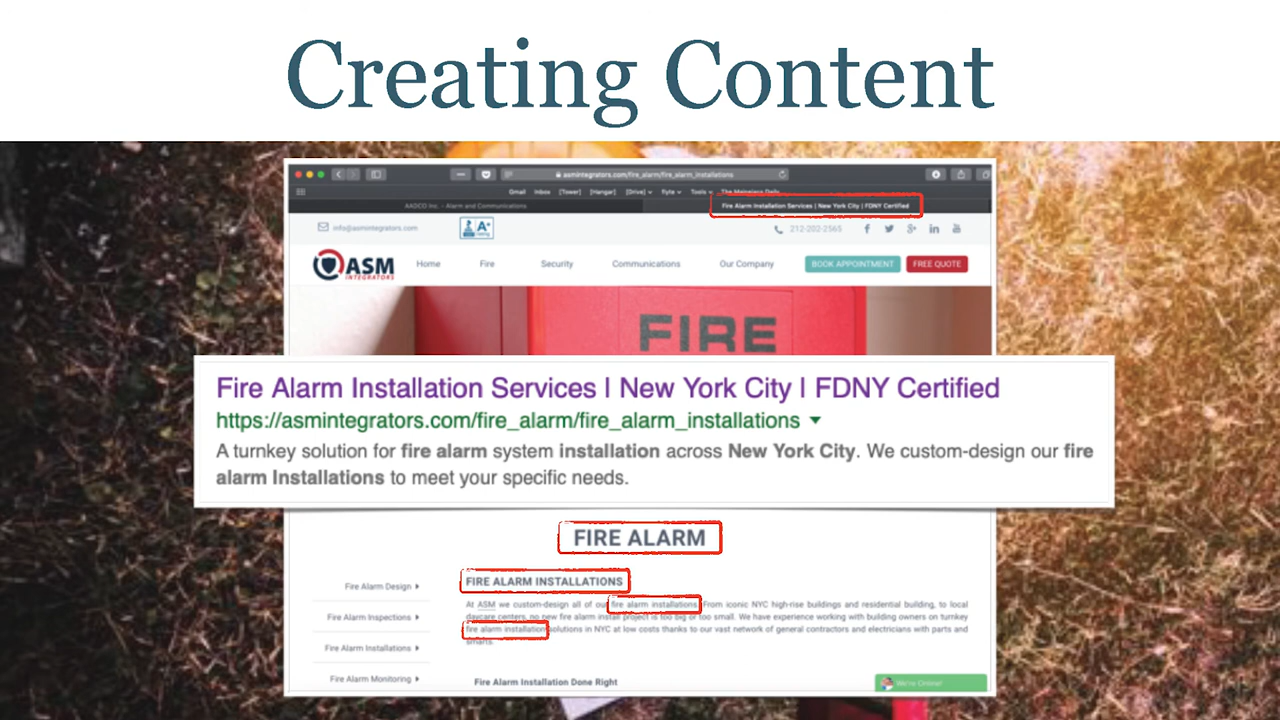 Creating Content
asmintegrators.com/fire_alarm/fire_alarm_installations
Gmail Inbox [Tower] [Hangar] [Drive] flyte Tools The Mainelness Daily
AADCO Inc. - Alarm and Communications
Fire Alarm Installation Services | New York City | FDNY Certified
info@asmintegrators.com
A+
212-202-2565
ASM
INTEGRATORS
Home Fire Security Communications Our Company BOOK APPOINTMENT FREE QUOTE
FIRE
Fire Alarm Installation Services | New York City | FDNY Certified
https://asmintegrators.com/fire_alarm/fire_alarm_installations
A turnkey solution for fire alarm system installation across New York City. We custom-design our fire
alarm Installations to meet your specific needs.
FIRE ALARM
Fire Alarm Design
Fire Alarm Inspections
Fire Alarm Installations
Fire Alarm Monitoring
FIRE ALARM INSTALLATIONS
At ASM we custom-design all of our fire alarm installations. From iconic NYC high-rise buildings and residential building, to local
daycare centers, no new fire alarm install project is too big or too small. We have experience working with building owners on turnkey
fire alarm installation solutions in NYC at low costs thanks to our vast network of general contractors and electricians with parts and
smarts.
Fire Alarm Installation Done Right
We're Online!